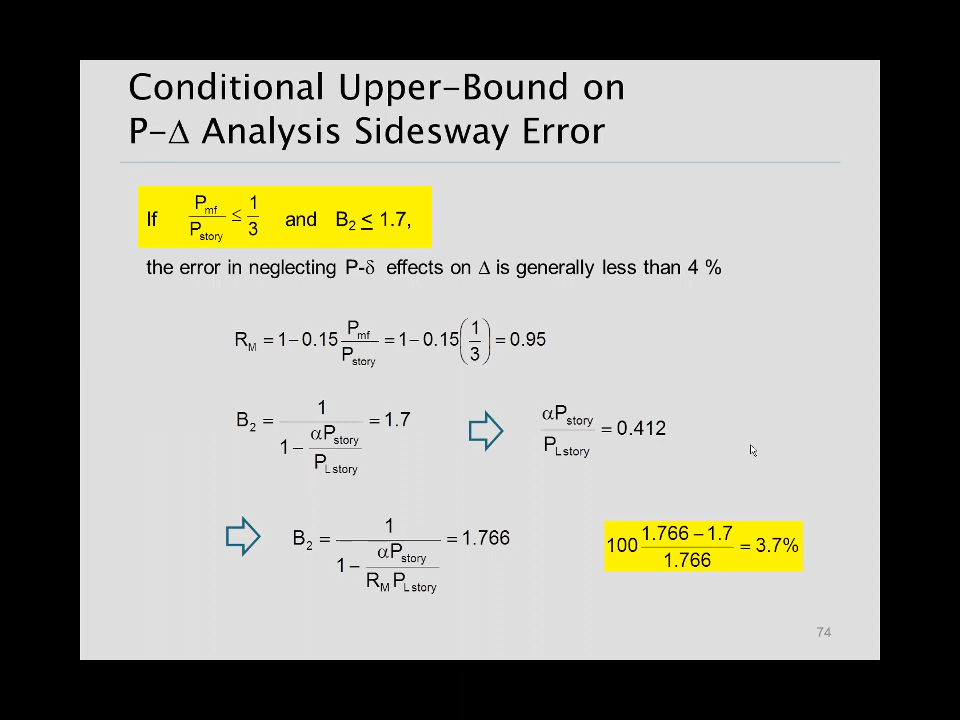 Conditional Upper-Bound on
P-Δ Analysis Sidesway Error
If P_mf/P_story ≤ 1/3 and B₂ ≤ 1.7,
the error in neglecting P-δ effects on Δ is generally less than 4 %
R_M = 1 − 0.15 P_mf/P_story = 1 − 0.15(1/3) = 0.95
B₂ = 1/(1 − αP_story/P_L story) = 1.7 ⇨ αP_story/P_L story = 0.412
⇨ B₂ = 1/(1 − αP_story/R_M P_L story) = 1.766 100 (1.766 − 1.7)/1.766 = 3.7%
74